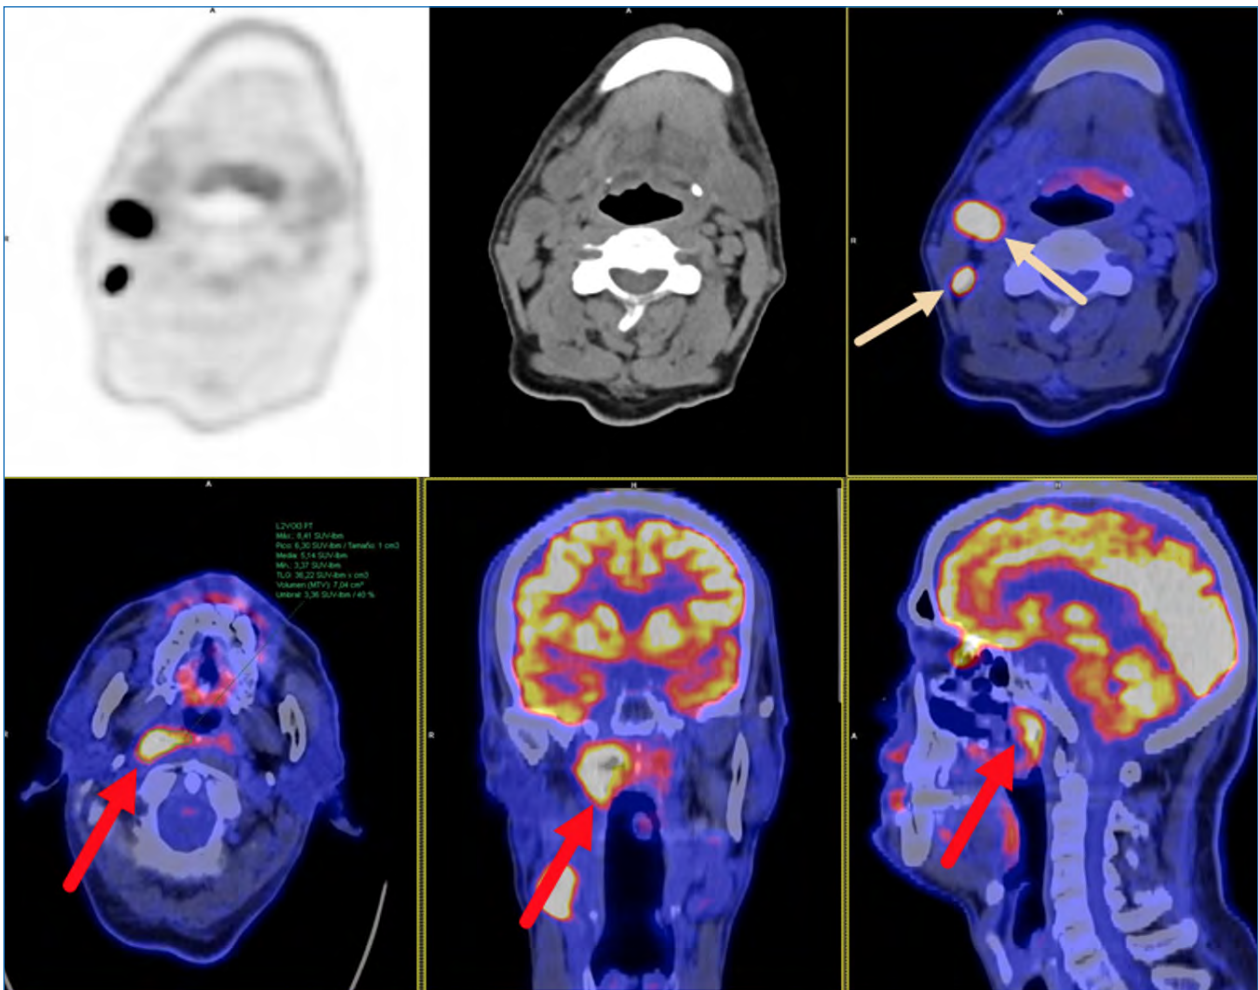 A
A
A
R
R
R
A
H
H
L2VOI3 PT
Máx.: 6,41 SUV-lbm
Pico: 6,30 SUV-lbm / Tamaño: 1 cm3
Media: 5,14 SUV-lbm
Mín.: 3,37 SUV-lbm
TLG: 36,22 SUV-lbm x cm3
Volumen (MTV): 7,04 cm³
Umbral: 3,36 SUV-lbm / 40 %
R
R
A